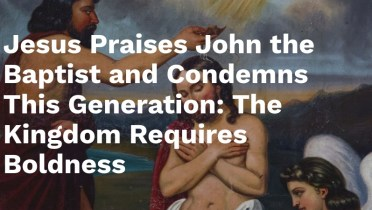 Jesus Praises John the
Baptist and Condemns
This Generation: The
Kingdom Requires
Boldness